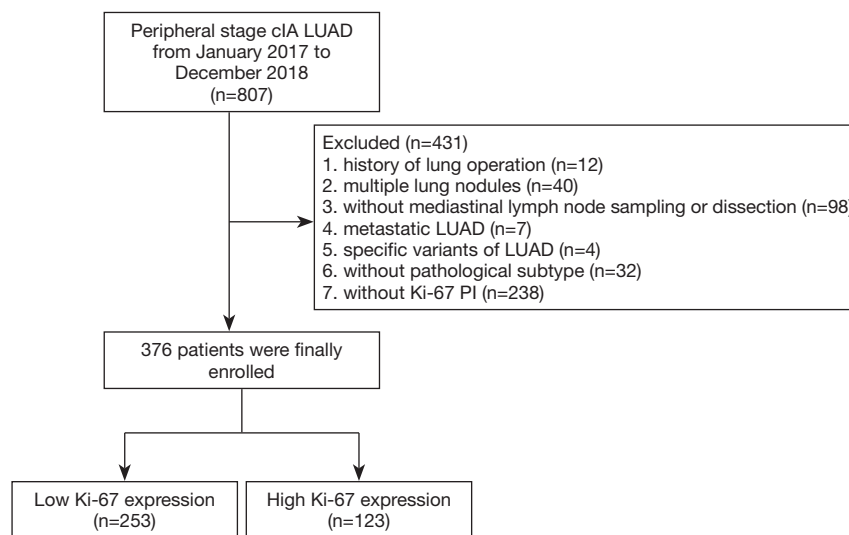 Peripheral stage cIA LUAD
from January 2017 to
December 2018
(n=807)
Excluded (n=431)
1. history of lung operation (n=12)
2. multiple lung nodules (n=40)
3. without mediastinal lymph node sampling or dissection (n=98)
4. metastatic LUAD (n=7)
5. specific variants of LUAD (n=4)
6. without pathological subtype (n=32)
7. without Ki-67 PI (n=238)
376 patients were finally
enrolled
Low Ki-67 expression
(n=253)
High Ki-67 expression
(n=123)